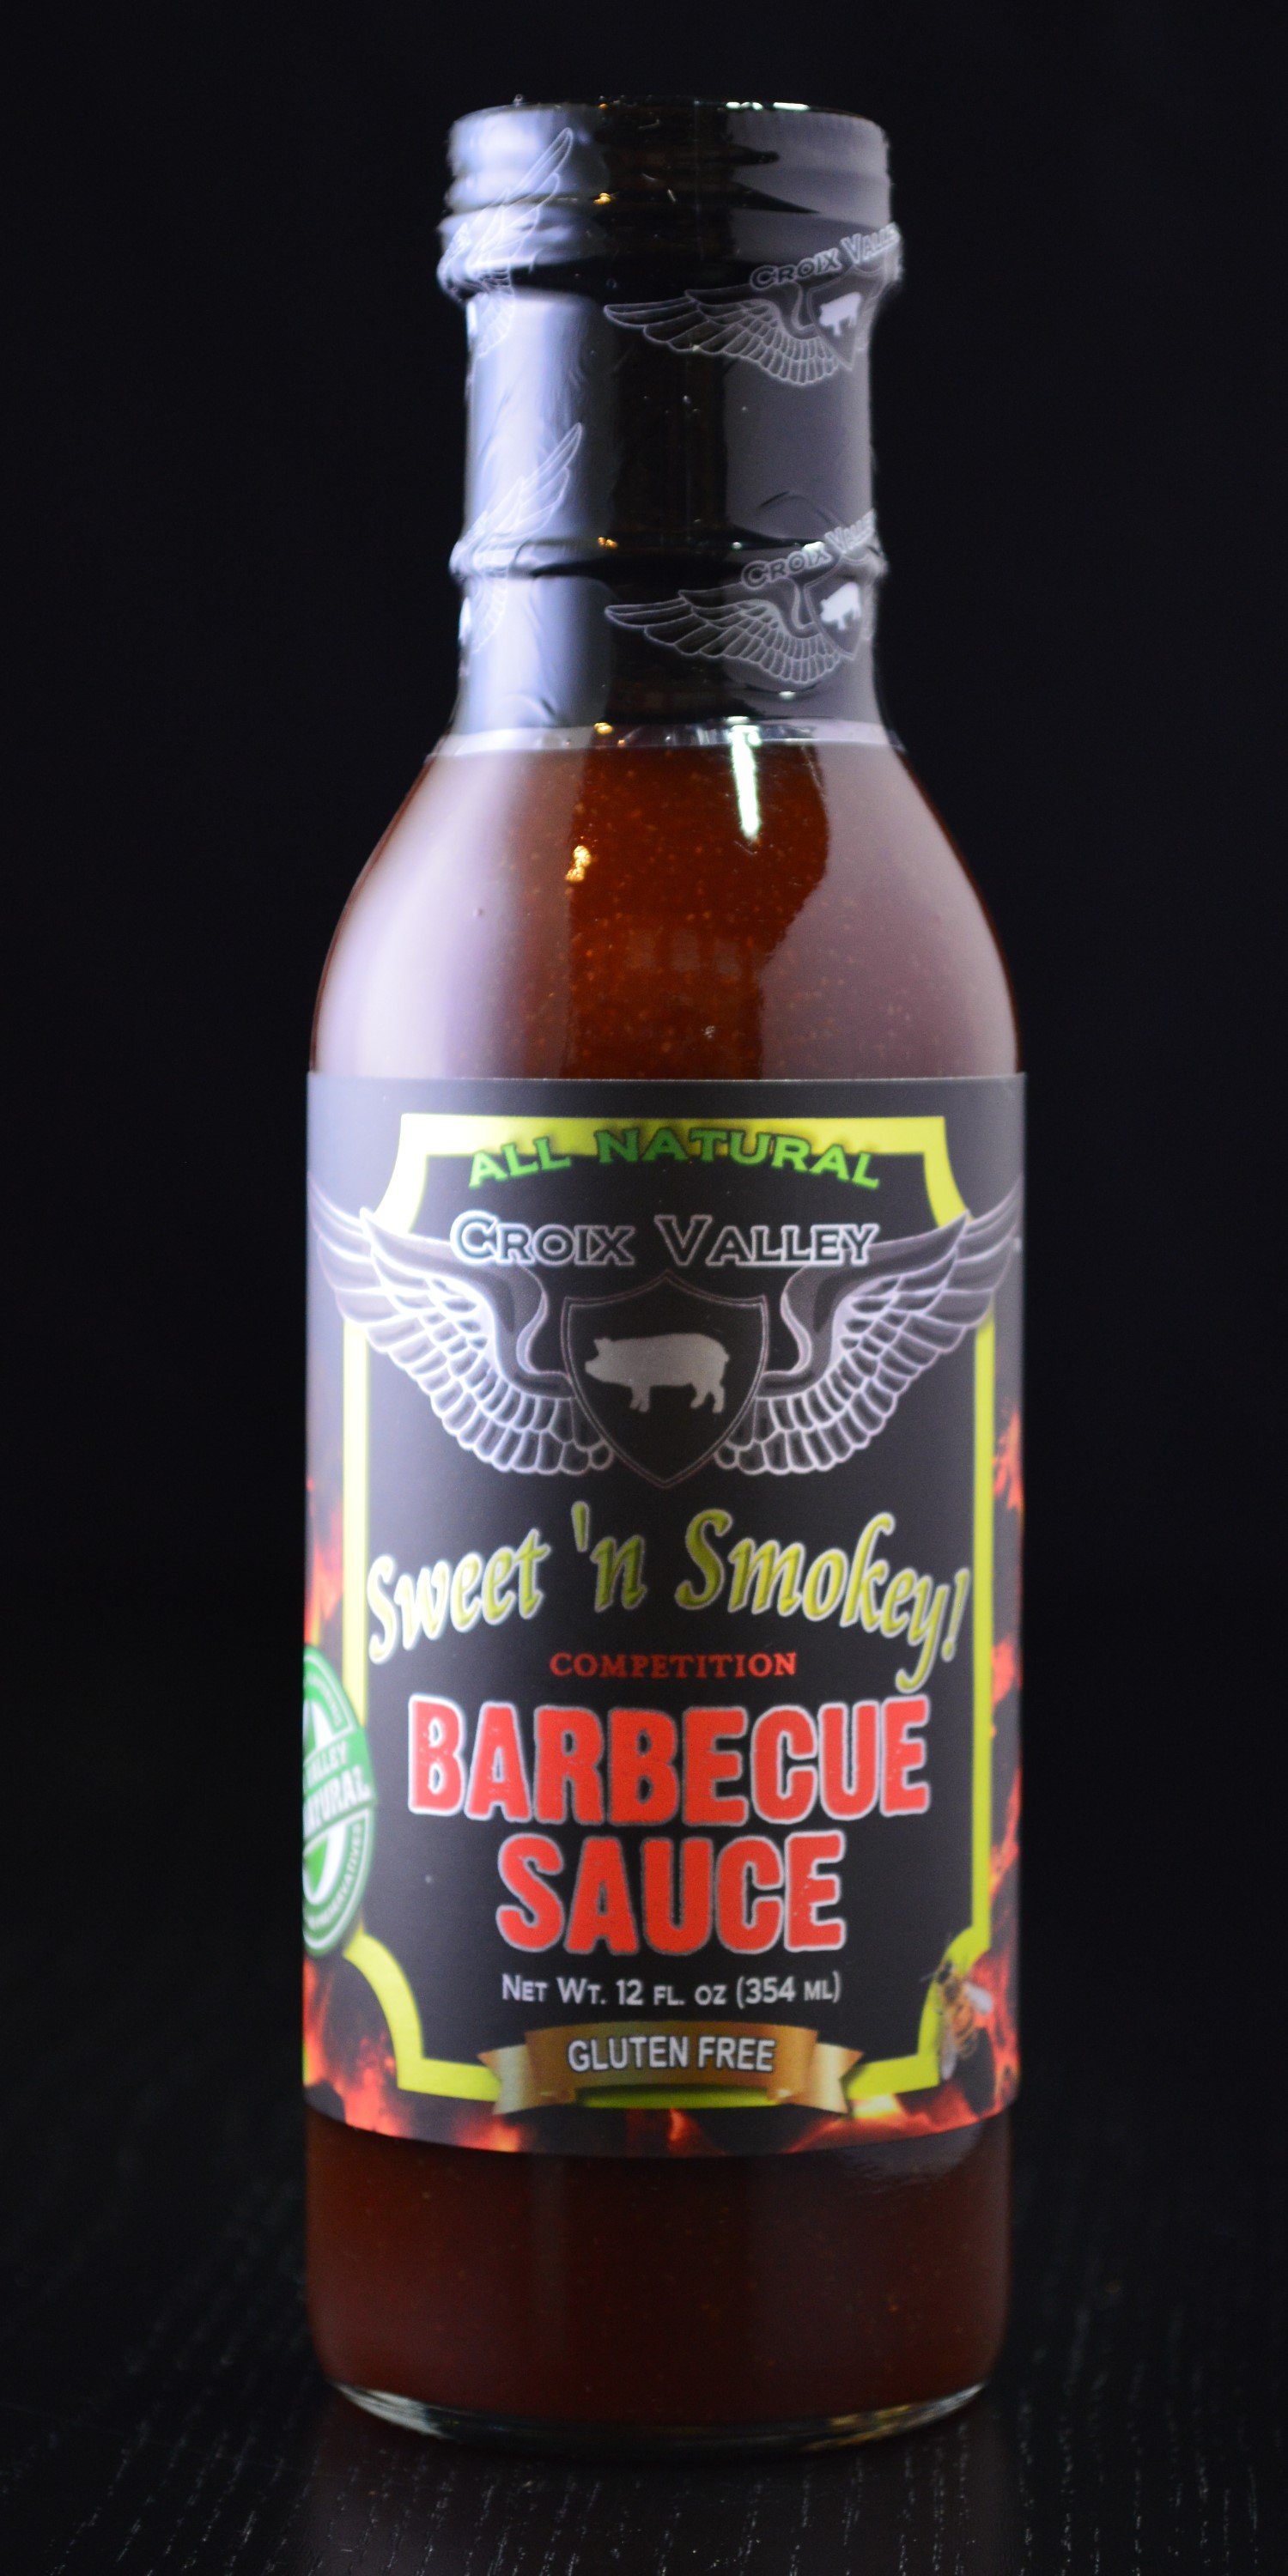 CROIX VALLEY
CROIX VALLEY
ALL NATURAL
CROIX VALLEY
Sweet 'n Smokey!
COMPETITION
BARBECUE
SAUCE
NET WT. 12 FL. OZ (354 ML)
GLUTEN FREE